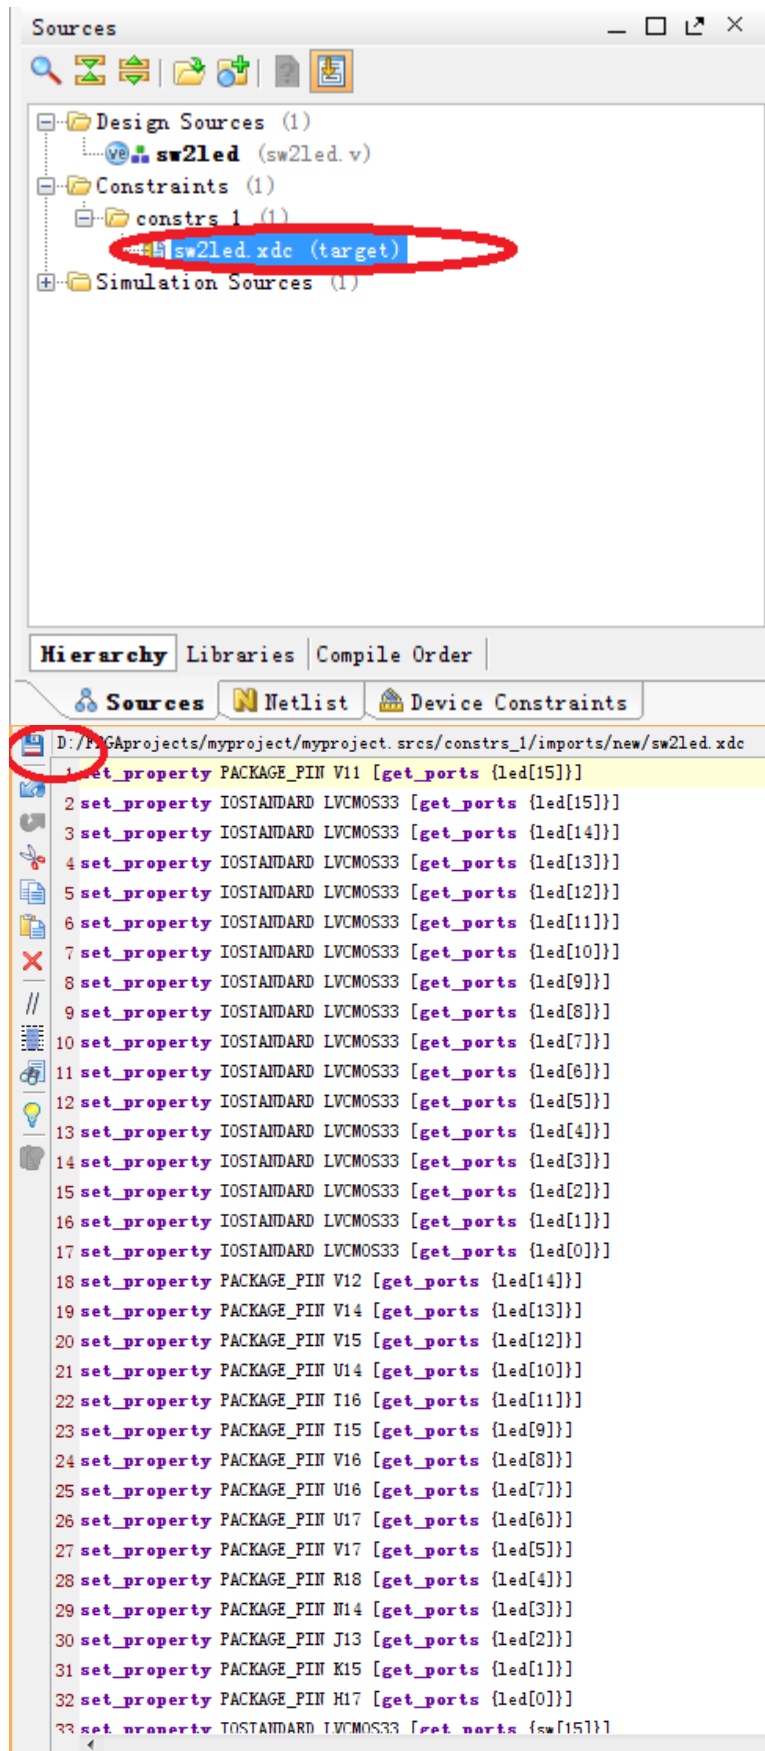 Sources
Design Sources (1)
sw2led (sw2led.v)
Constraints (1)
constrs_1 (1)
sw2led.xdc (target)
Simulation Sources (1)
Hierarchy Libraries Compile Order
Sources Netlist Device Constraints
D:/FPGAprojects/myproject/myproject.srcs/constrs_1/imports/new/sw2led.xdc
1 set_property PACKAGE_PIN V11 [get_ports {led[15]}]
2 set_property IOSTANDARD LVCMOS33 [get_ports {led[15]}]
3 set_property IOSTANDARD LVCMOS33 [get_ports {led[14]}]
4 set_property IOSTANDARD LVCMOS33 [get_ports {led[13]}]
5 set_property IOSTANDARD LVCMOS33 [get_ports {led[12]}]
6 set_property IOSTANDARD LVCMOS33 [get_ports {led[11]}]
7 set_property IOSTANDARD LVCMOS33 [get_ports {led[10]}]
8 set_property IOSTANDARD LVCMOS33 [get_ports {led[9]}]
9 set_property IOSTANDARD LVCMOS33 [get_ports {led[8]}]
10 set_property IOSTANDARD LVCMOS33 [get_ports {led[7]}]
11 set_property IOSTANDARD LVCMOS33 [get_ports {led[6]}]
12 set_property IOSTANDARD LVCMOS33 [get_ports {led[5]}]
13 set_property IOSTANDARD LVCMOS33 [get_ports {led[4]}]
14 set_property IOSTANDARD LVCMOS33 [get_ports {led[3]}]
15 set_property IOSTANDARD LVCMOS33 [get_ports {led[2]}]
16 set_property IOSTANDARD LVCMOS33 [get_ports {led[1]}]
17 set_property IOSTANDARD LVCMOS33 [get_ports {led[0]}]
18 set_property PACKAGE_PIN V12 [get_ports {led[14]}]
19 set_property PACKAGE_PIN V14 [get_ports {led[13]}]
20 set_property PACKAGE_PIN V15 [get_ports {led[12]}]
21 set_property PACKAGE_PIN U14 [get_ports {led[10]}]
22 set_property PACKAGE_PIN T16 [get_ports {led[11]}]
23 set_property PACKAGE_PIN T15 [get_ports {led[9]}]
24 set_property PACKAGE_PIN V16 [get_ports {led[8]}]
25 set_property PACKAGE_PIN U16 [get_ports {led[7]}]
26 set_property PACKAGE_PIN U17 [get_ports {led[6]}]
27 set_property PACKAGE_PIN V17 [get_ports {led[5]}]
28 set_property PACKAGE_PIN R18 [get_ports {led[4]}]
29 set_property PACKAGE_PIN N14 [get_ports {led[3]}]
30 set_property PACKAGE_PIN J13 [get_ports {led[2]}]
31 set_property PACKAGE_PIN K15 [get_ports {led[1]}]
32 set_property PACKAGE_PIN H17 [get_ports {led[0]}]
33 set_property IOSTANDARD LVCMOS33 [get_ports {sw[15]}]